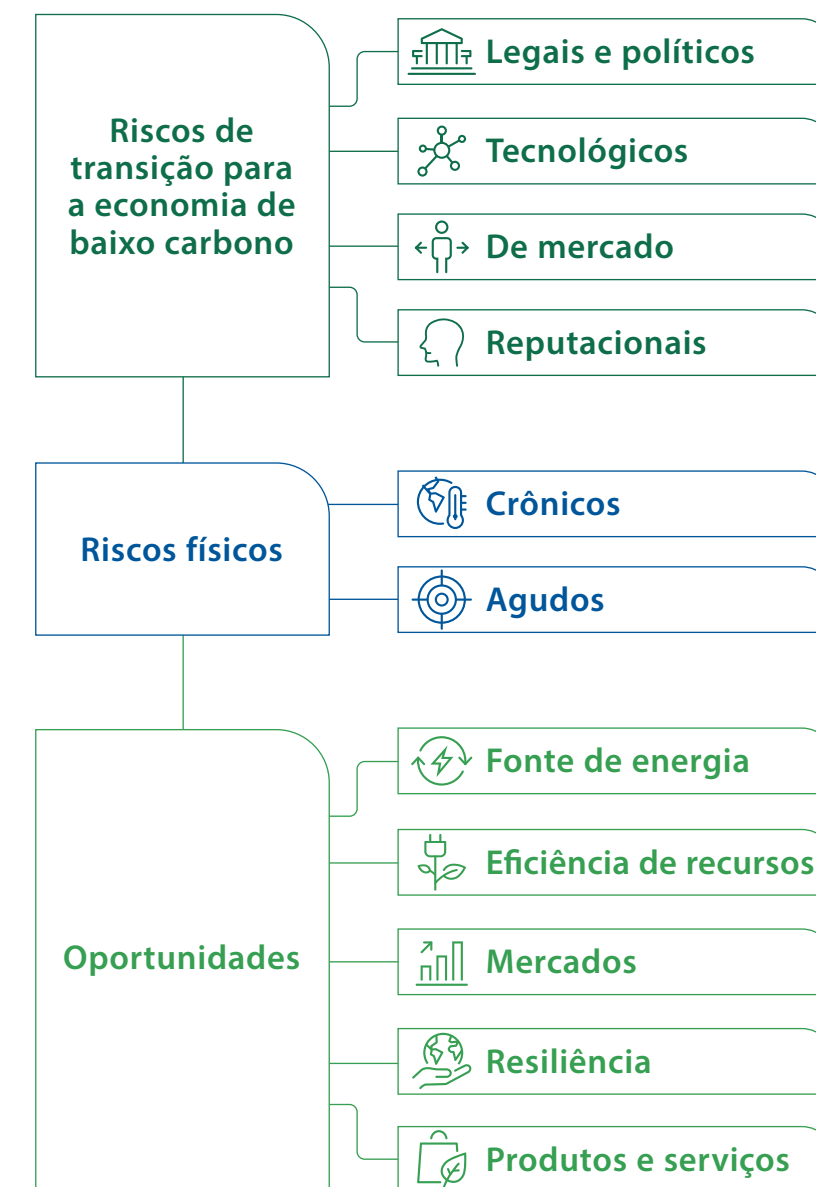 Riscos de
transição para
a economia de
baixo carbono
Legais e políticos
Tecnológicos
De mercado
Reputacionais
Riscos físicos
Crônicos
Agudos
Oportunidades
Fonte de energia
Eficiência de recursos
Mercados
Resiliência
Produtos e serviços